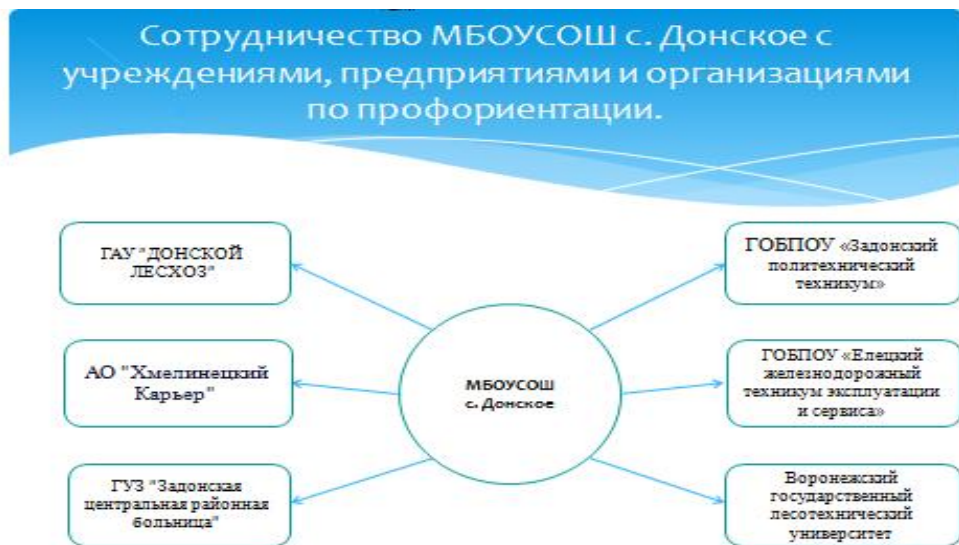 Сотрудничество МБОУСОШ с. Донское с
учреждениями, предприятиями и организациями
по профориентации.
ГАУ "ДОНСКОЙ
ЛЕСХОЗ"
АО "Хмелинецкий
Карьер"
ГУЗ "Задонская
центральная районная
больница"
МБОУСОШ
с. Донское
ГОБПОУ «Задонский
политехнический
техникум»
ГОБПОУ «Елецкий
железнодорожный
техникум эксплуатации
и сервиса»
Воронежский
государственный
лесотехнический
университет